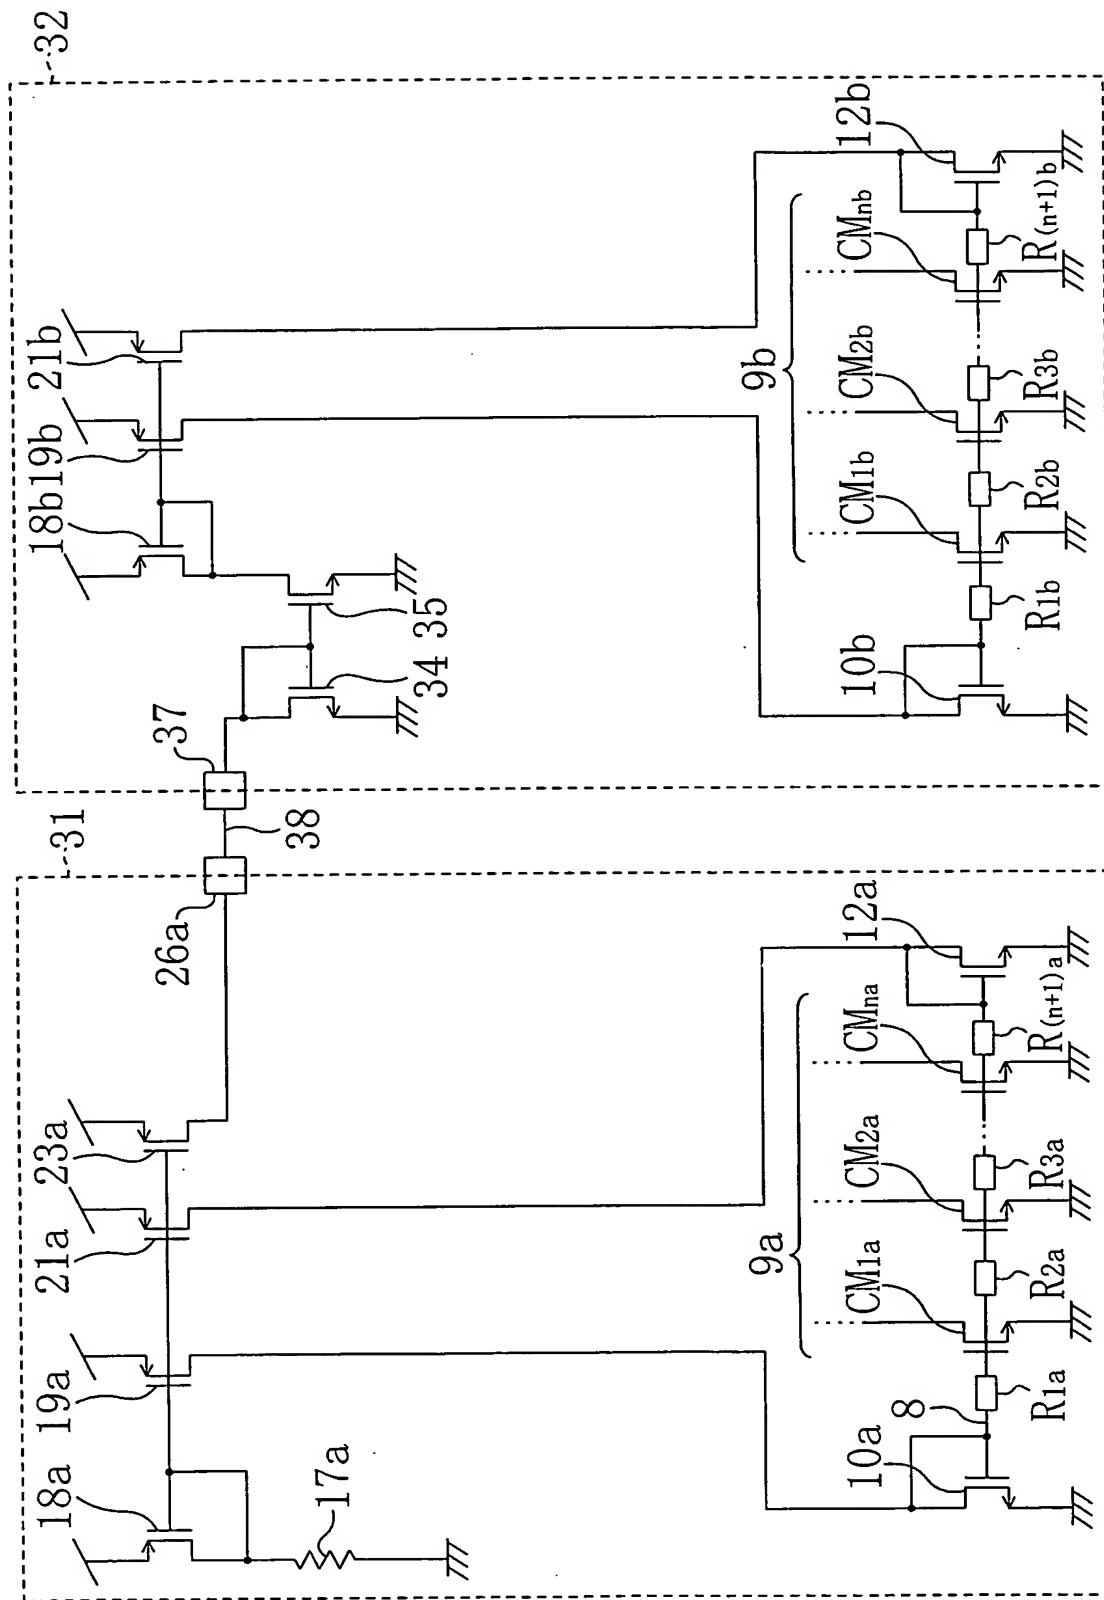 31
32
18a
19a
21a
23a
26a
38
37
18b
19b
21b
17a
34
35
9a
9b
10a
8
CM1a
CM2a
CMna
12a
10b
CM1b
CM2b
CMnb
12b
R1a
R2a
R3a
R(n+1)a
R1b
R2b
R3b
R(n+1)b